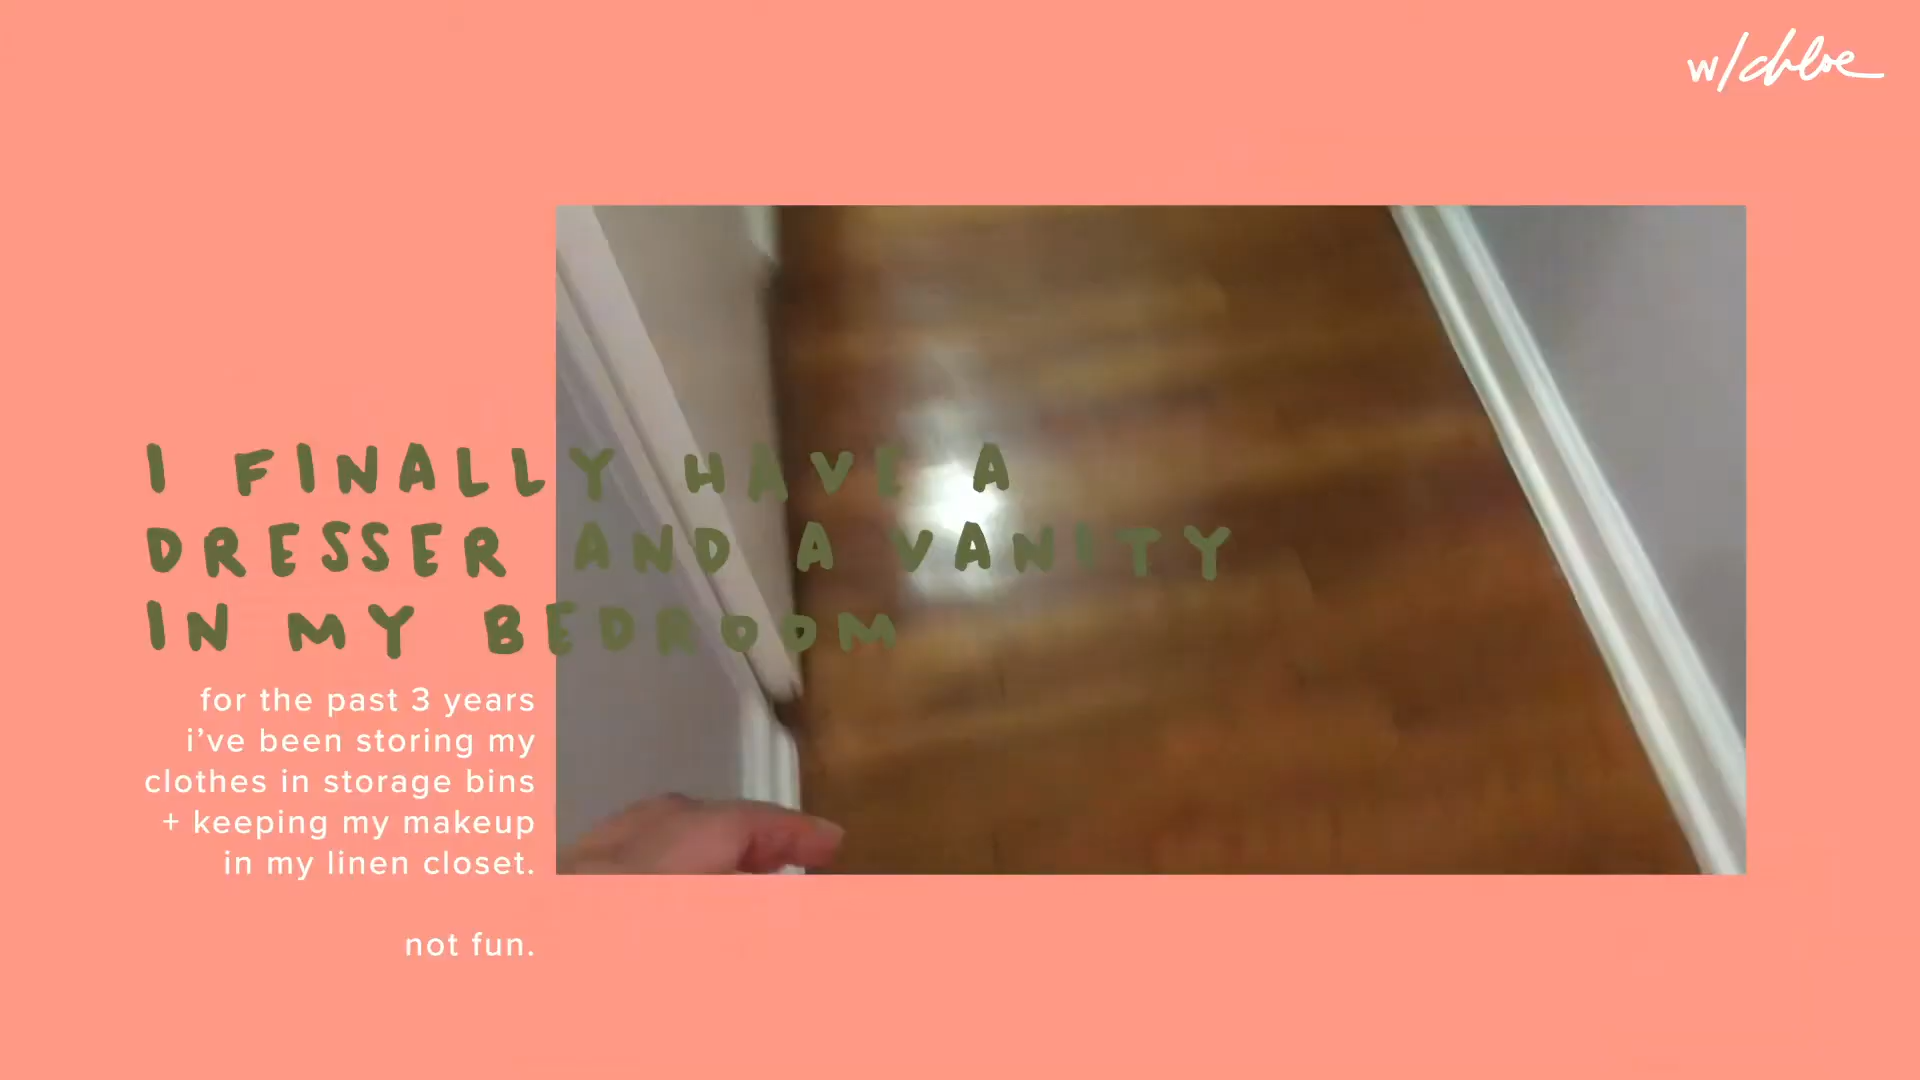 w/chloe
I FINALLY HAVE A
DRESSER AND A VANITY
IN MY BEDROOM
for the past 3 years
i’ve been storing my
clothes in storage bins
+ keeping my makeup
in my linen closet.
not fun.